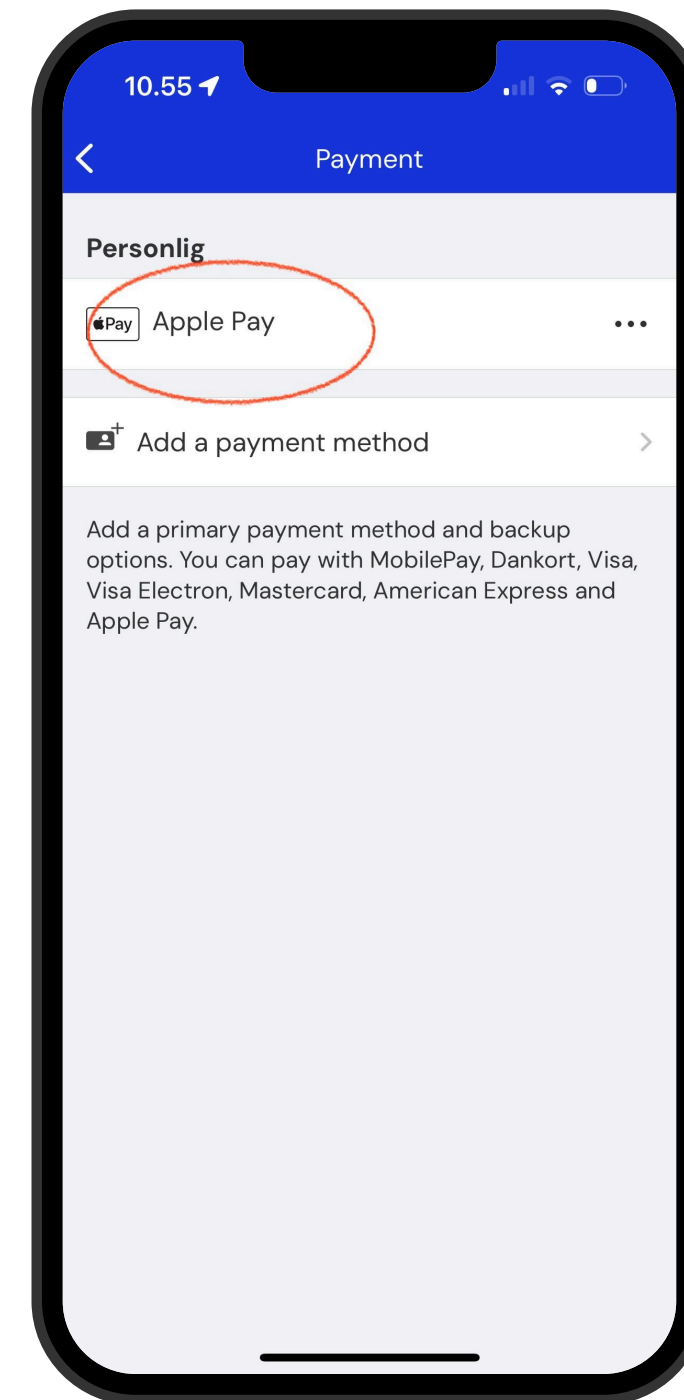 10.55
Payment
Personlig
Pay Apple Pay
Add a payment method
Add a primary payment method and backup
options. You can pay with MobilePay, Dankort, Visa,
Visa Electron, Mastercard, American Express and
Apple Pay.